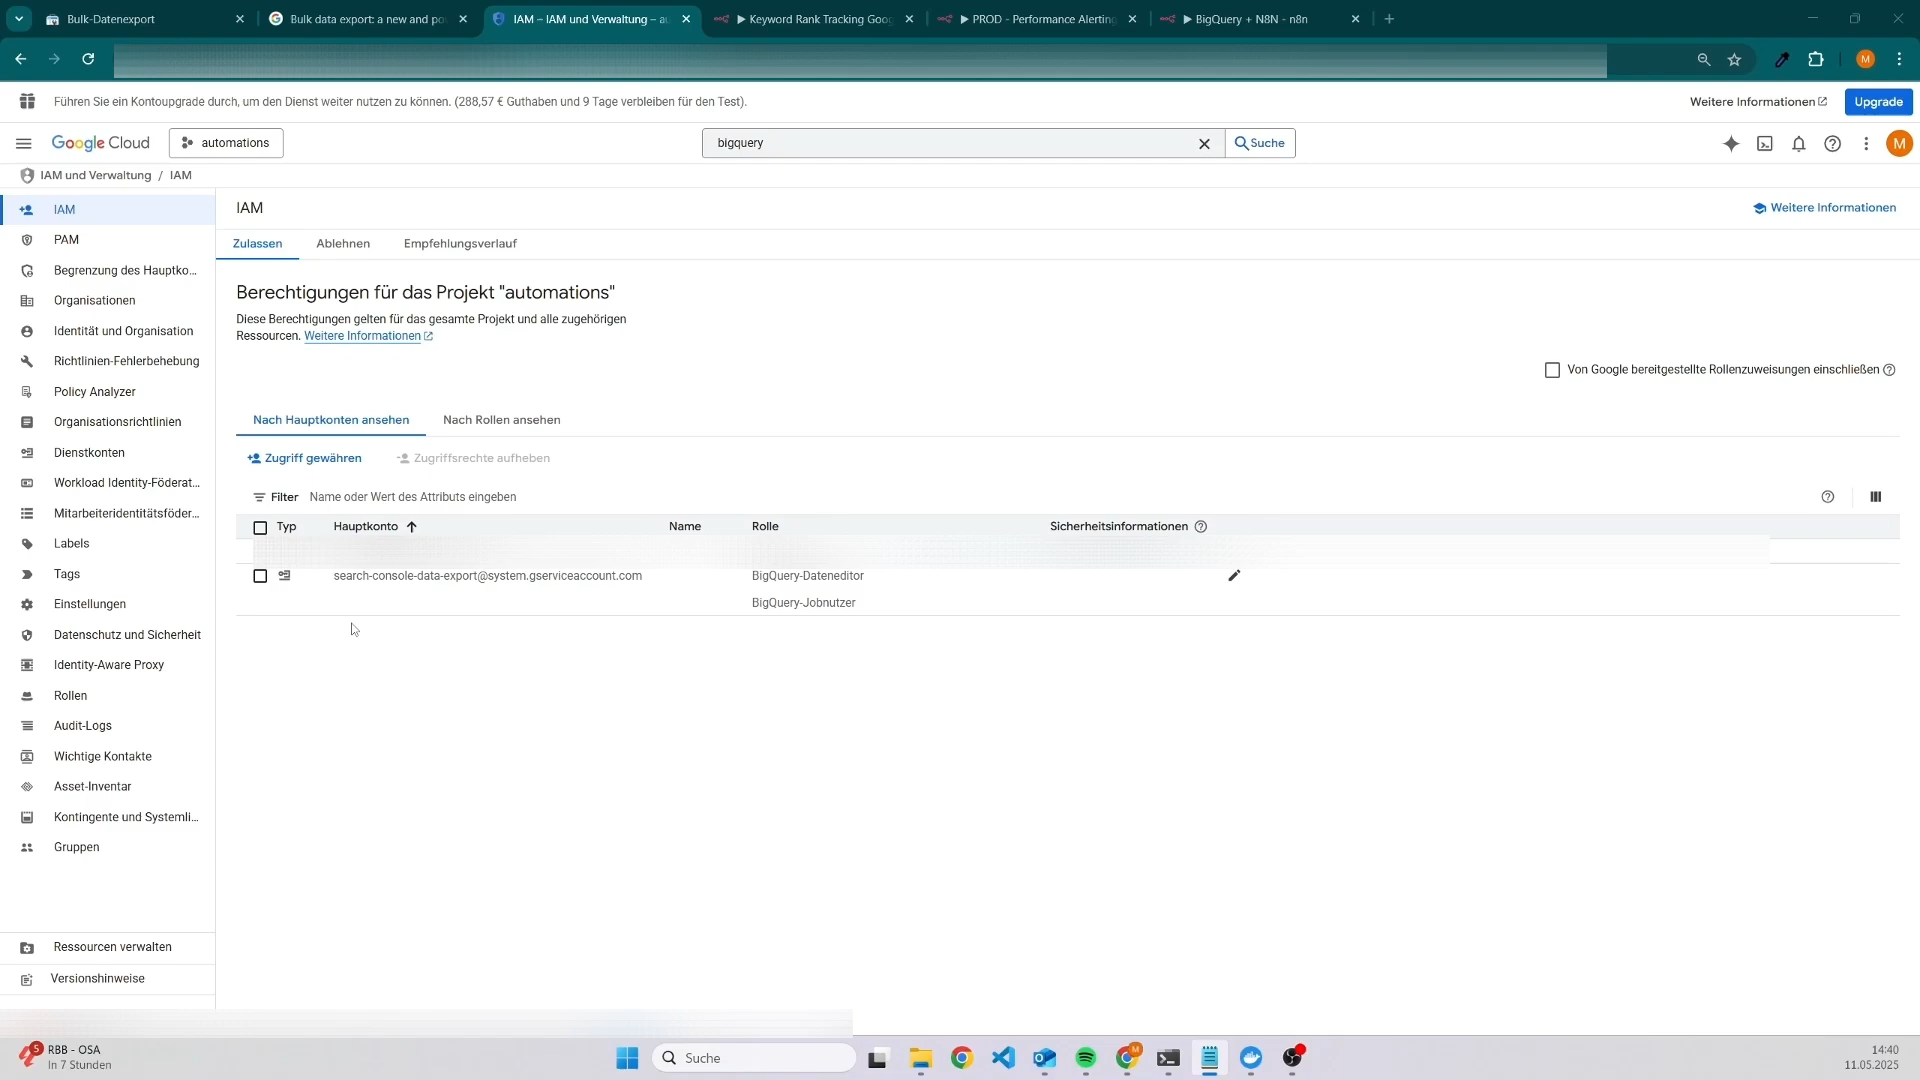 Bulk-Datenexport
Bulk data export: a new and po
IAM – IAM und Verwaltung – au
Keyword Rank Tracking Goog
PROD - Performance Alerting
BigQuery + N8N - n8n
M
Führen Sie ein Kontoupgrade durch, um den Dienst weiter nutzen zu können. (288,57 € Guthaben und 9 Tage verbleiben für den Test).
Weitere Informationen
Upgrade
Google Cloud
automations
bigquery
Suche
M
IAM und Verwaltung / IAM
IAM
PAM
Begrenzung des Hauptko...
Organisationen
Identität und Organisation
Richtlinien-Fehlerbehebung
Policy Analyzer
Organisationsrichtlinien
Dienstkonten
Workload Identity-Föderat...
Mitarbeiteridentitätsföder...
Labels
Tags
Einstellungen
Datenschutz und Sicherheit
Identity-Aware Proxy
Rollen
Audit-Logs
Wichtige Kontakte
Asset-Inventar
Kontingente und Systemli...
Gruppen
Ressourcen verwalten
Versionshinweise
IAM
Weitere Informationen
Zulassen Ablehnen Empfehlungsverlauf
Berechtigungen für das Projekt "automations"
Diese Berechtigungen gelten für das gesamte Projekt und alle zugehörigen
Ressourcen. Weitere Informationen
Von Google bereitgestellte Rollenzuweisungen einschließen
Nach Hauptkonten ansehen Nach Rollen ansehen
Zugriff gewähren Zugriffsrechte aufheben
Filter Name oder Wert des Attributs eingeben
Typ Hauptkonto Name Rolle Sicherheitsinformationen
search-console-data-export@system.gserviceaccount.com BigQuery-Dateneditor
BigQuery-Jobnutzer
5
RBB - OSA
In 7 Stunden
Suche
M
14:40
11.05.2025